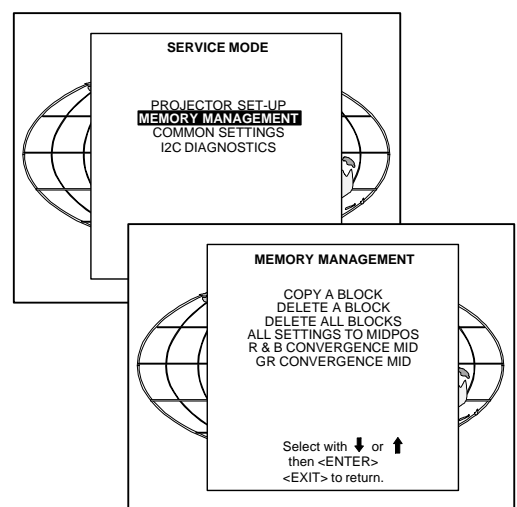 SERVICE MODE
PROJECTOR SET-UP
MEMORY MANAGEMENT
COMMON SETTINGS
I2C DIAGNOSTICS
MEMORY MANAGEMENT
COPY A BLOCK
DELETE A BLOCK
DELETE ALL BLOCKS
ALL SETTINGS TO MIDPOS
R & B CONVERGENCE MID
GR CONVERGENCE MID
Select with ⬇ or ⬆
then <ENTER>
<EXIT> to return.